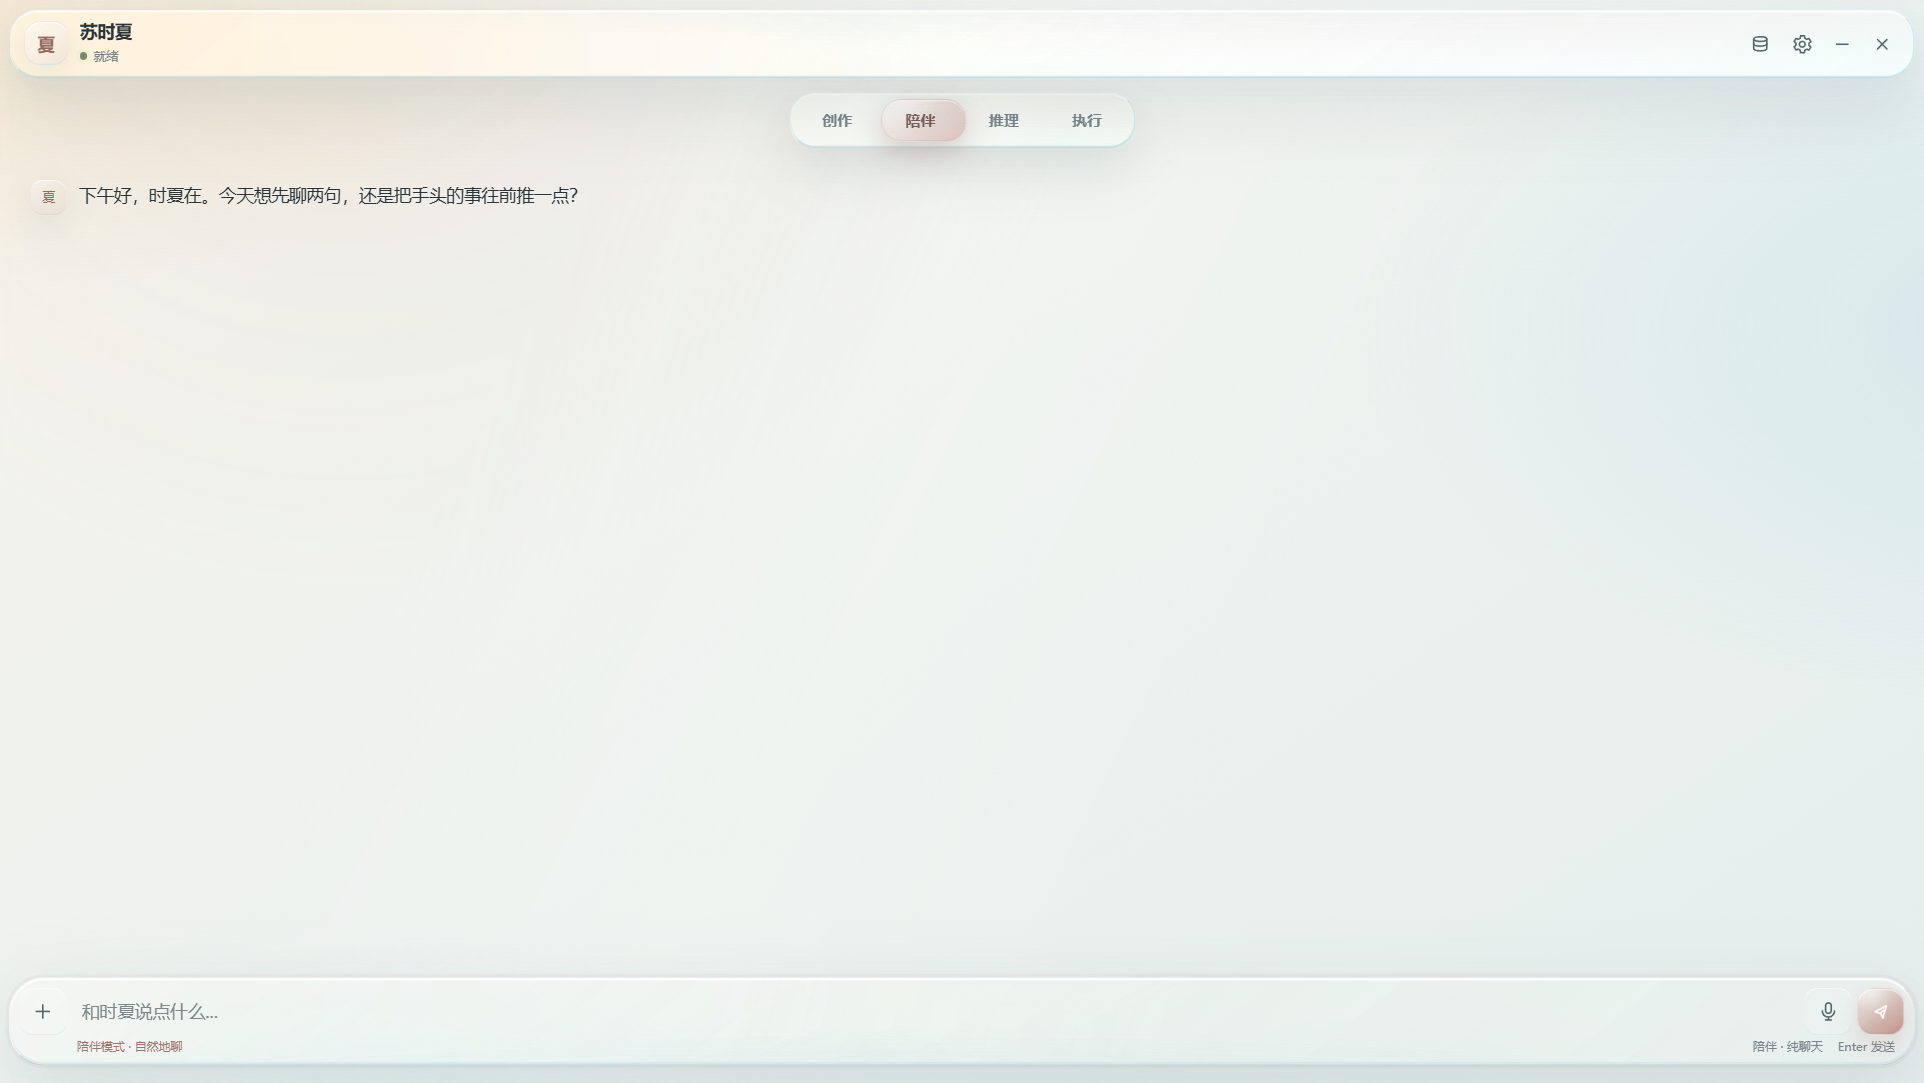 夏
苏时夏
就绪
创作 陪伴 推理 执行
夏
下午好，时夏在。今天想先聊两句，还是把手头的事往前推一点？
和时夏说点什么...
陪伴模式 · 自然地聊
陪伴 · 纯聊天 Enter 发送